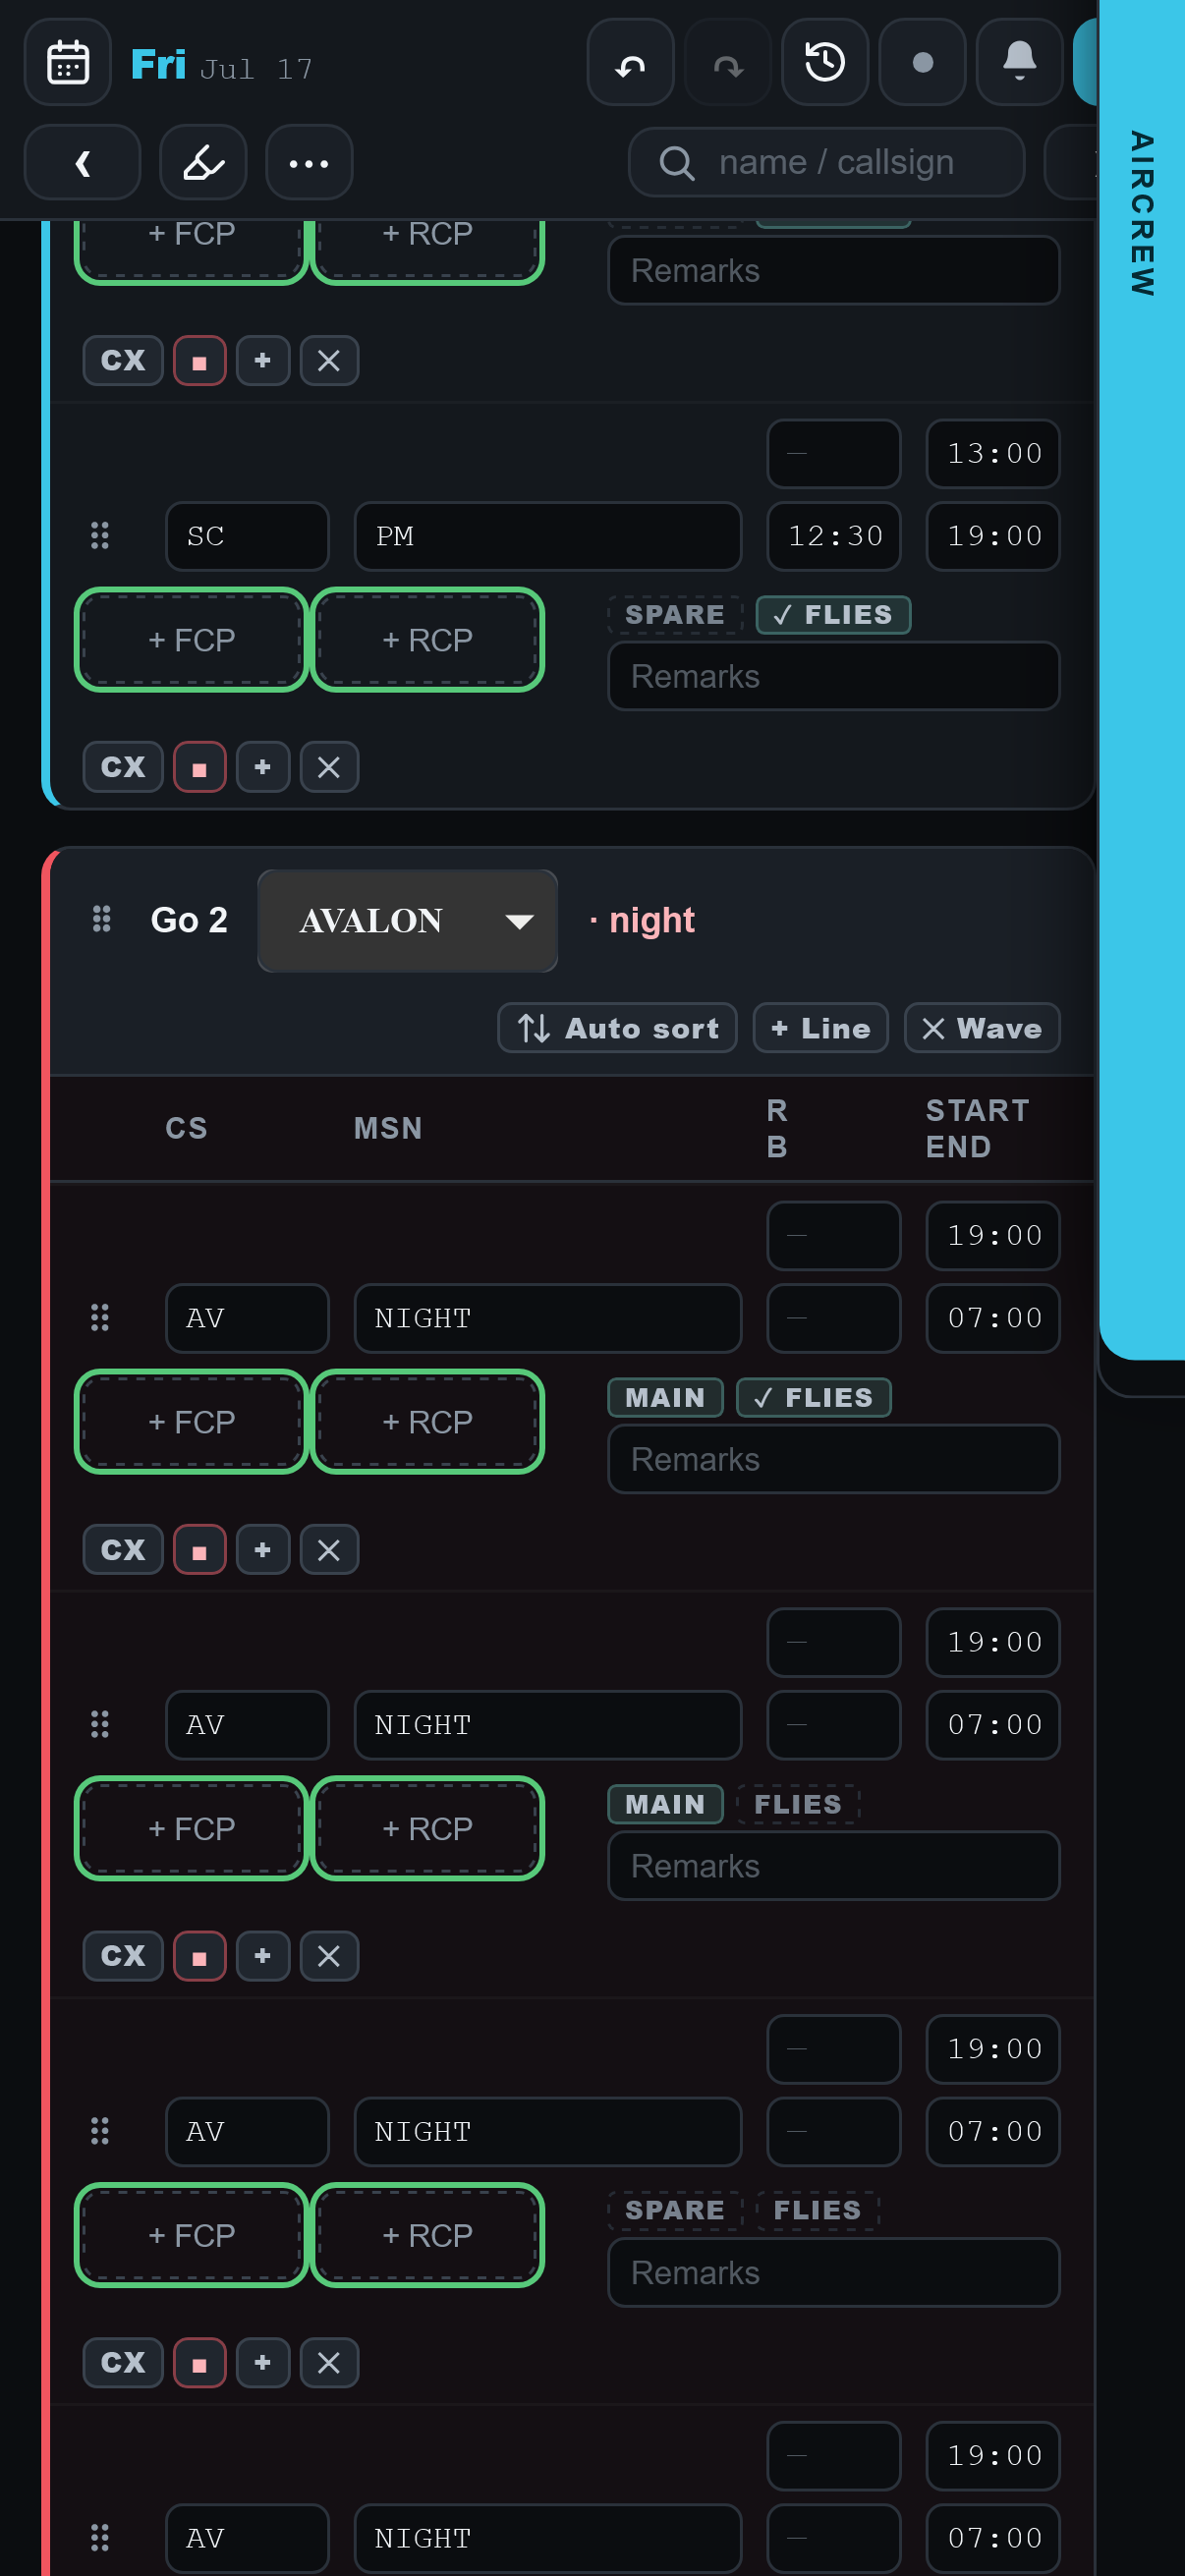 Fri Jul 17
name / callsign
AIRCREW
+ FCP
+ RCP
Remarks
CX
+
13:00
SC
PM
12:30
19:00
+ FCP
+ RCP
SPARE
✓ FLIES
Remarks
CX
+
Go 2
AVALON
· night
Auto sort
+ Line
× Wave
CS
MSN
R
B
START
END
—
19:00
AV
NIGHT
—
07:00
+ FCP
+ RCP
MAIN
✓ FLIES
Remarks
CX
+
—
19:00
AV
NIGHT
—
07:00
+ FCP
+ RCP
MAIN
FLIES
Remarks
CX
+
—
19:00
AV
NIGHT
—
07:00
+ FCP
+ RCP
SPARE
FLIES
Remarks
CX
+
—
19:00
AV
NIGHT
—
07:00